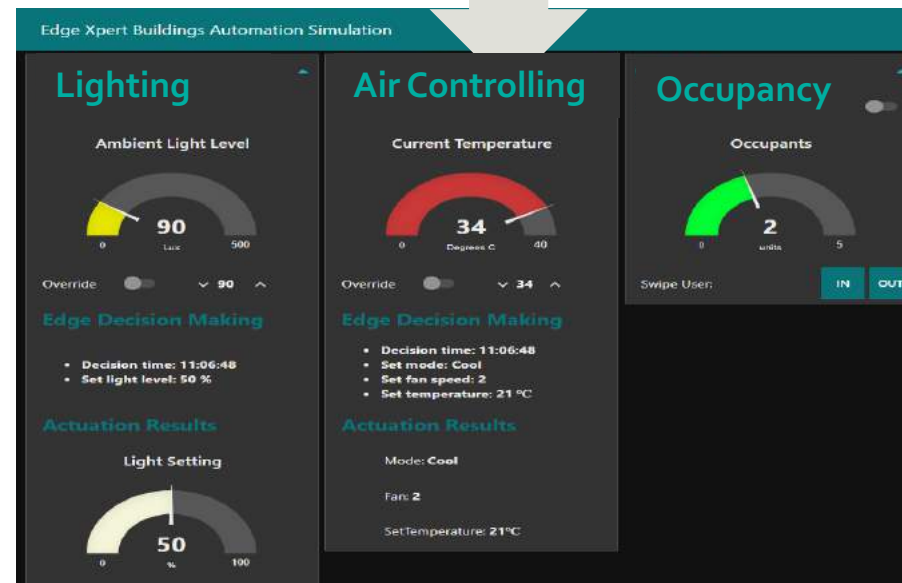 Edge Xpert Buildings Automation Simulation
Lighting
Ambient Light Level
90
0 Lux 500
Override 90
Edge Decision Making
• Decision time: 11:06:48
• Set light level: 50 %
Actuation Results
Light Setting
50
0 % 100
Air Controlling
Current Temperature
34
0 Degrees C 40
Override 34
Edge Decision Making
• Decision time: 11:06:48
• Set mode: Cool
• Set fan speed: 2
• Set temperature: 21 °C
Actuation Results
Mode: Cool
Fan: 2
SetTemperature: 21°C
Occupancy
Occupants
2
0 units 5
Swipe User: IN OUT